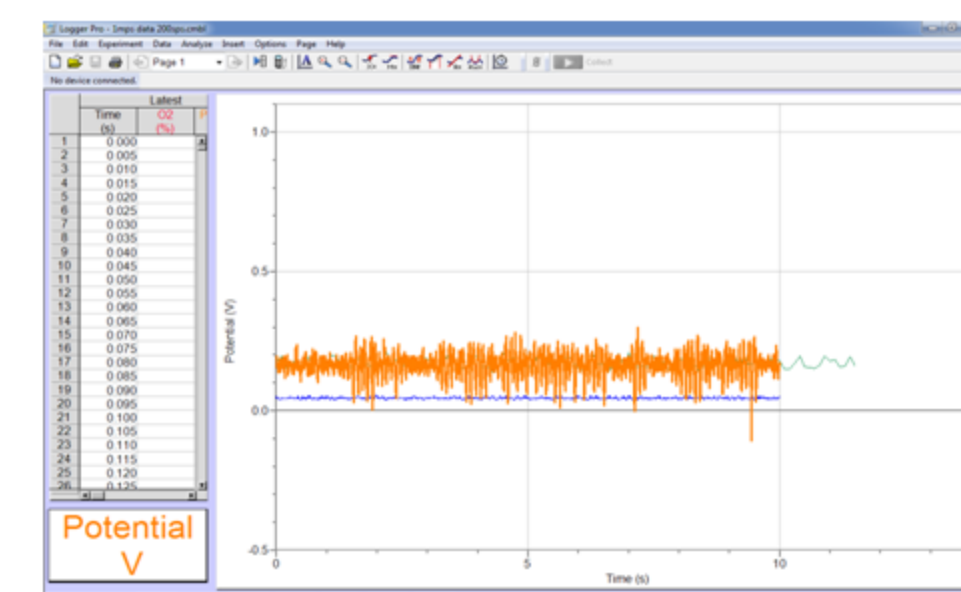 Logger Pro - 1mps data 200sps.cmbl
File Edit Experiment Data Analyze Insert Options Page Help
Page 1
Collect
No device connected.
Latest
Time O2 P
(s) (%)
1 0.000
2 0.005
3 0.010
4 0.015
5 0.020
6 0.025
7 0.030
8 0.035
9 0.040
10 0.045
11 0.050
12 0.055
13 0.060
14 0.065
15 0.070
16 0.075
17 0.080
18 0.085
19 0.090
20 0.095
21 0.100
22 0.105
23 0.110
24 0.115
25 0.120
26 0.125
Potential
V
1.0
0.5
0.0
-0.5
Potential (V)
0 5 10
Time (s)